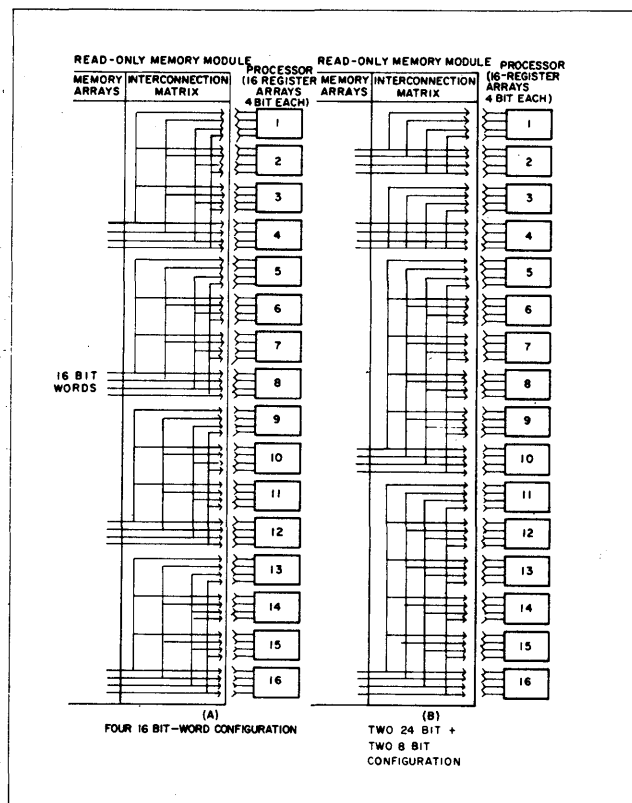 READ-ONLY MEMORY MODULE
MEMORY ARRAYS
INTERCONNECTION MATRIX
PROCESSOR
(16 REGISTER
ARRAYS
4 BIT EACH)
1
2
3
4
5
6
7
8
9
10
11
12
13
14
15
16
16 BIT
WORDS
(A)
FOUR 16 BIT-WORD CONFIGURATION
READ-ONLY MEMORY MODULE
MEMORY ARRAYS
INTERCONNECTION MATRIX
PROCESSOR
(16-REGISTER
ARRAYS
4 BIT EACH)
1
2
3
4
5
6
7
8
9
10
11
12
13
14
15
16
(B)
TWO 24 BIT +
TWO 8 BIT
CONFIGURATION